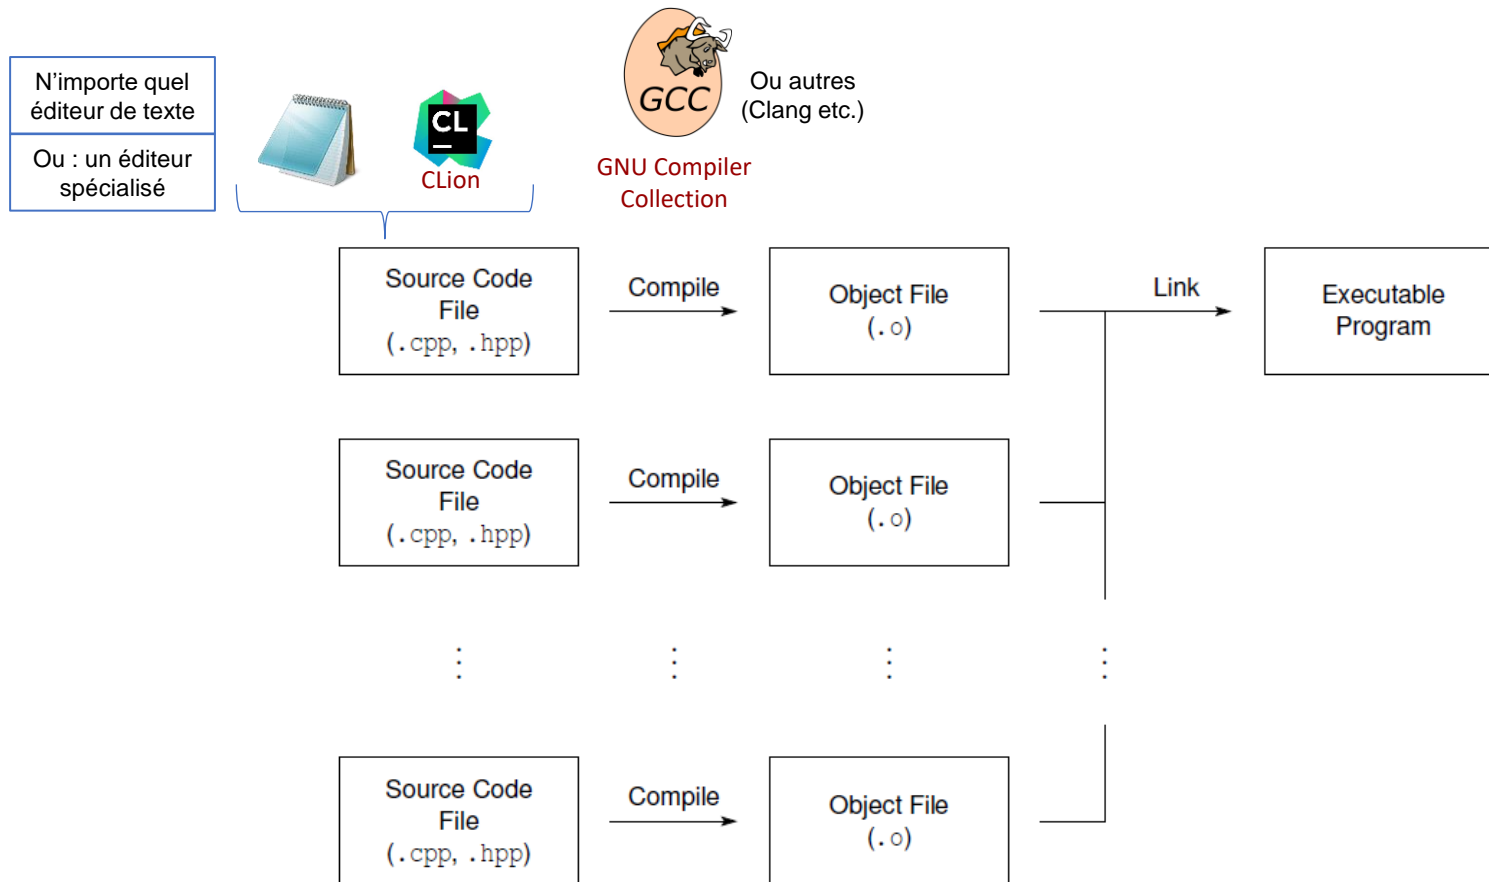 N'importe quel
éditeur de texte
Ou : un éditeur
spécialisé
CL
CLion
GCC
Ou autres
(Clang etc.)
GNU Compiler
Collection
Source Code
File
(.cpp, .hpp)
Compile
Object File
(.o)
Link
Executable
Program
Source Code
File
(.cpp, .hpp)
Compile
Object File
(.o)
Source Code
File
(.cpp, .hpp)
Compile
Object File
(.o)